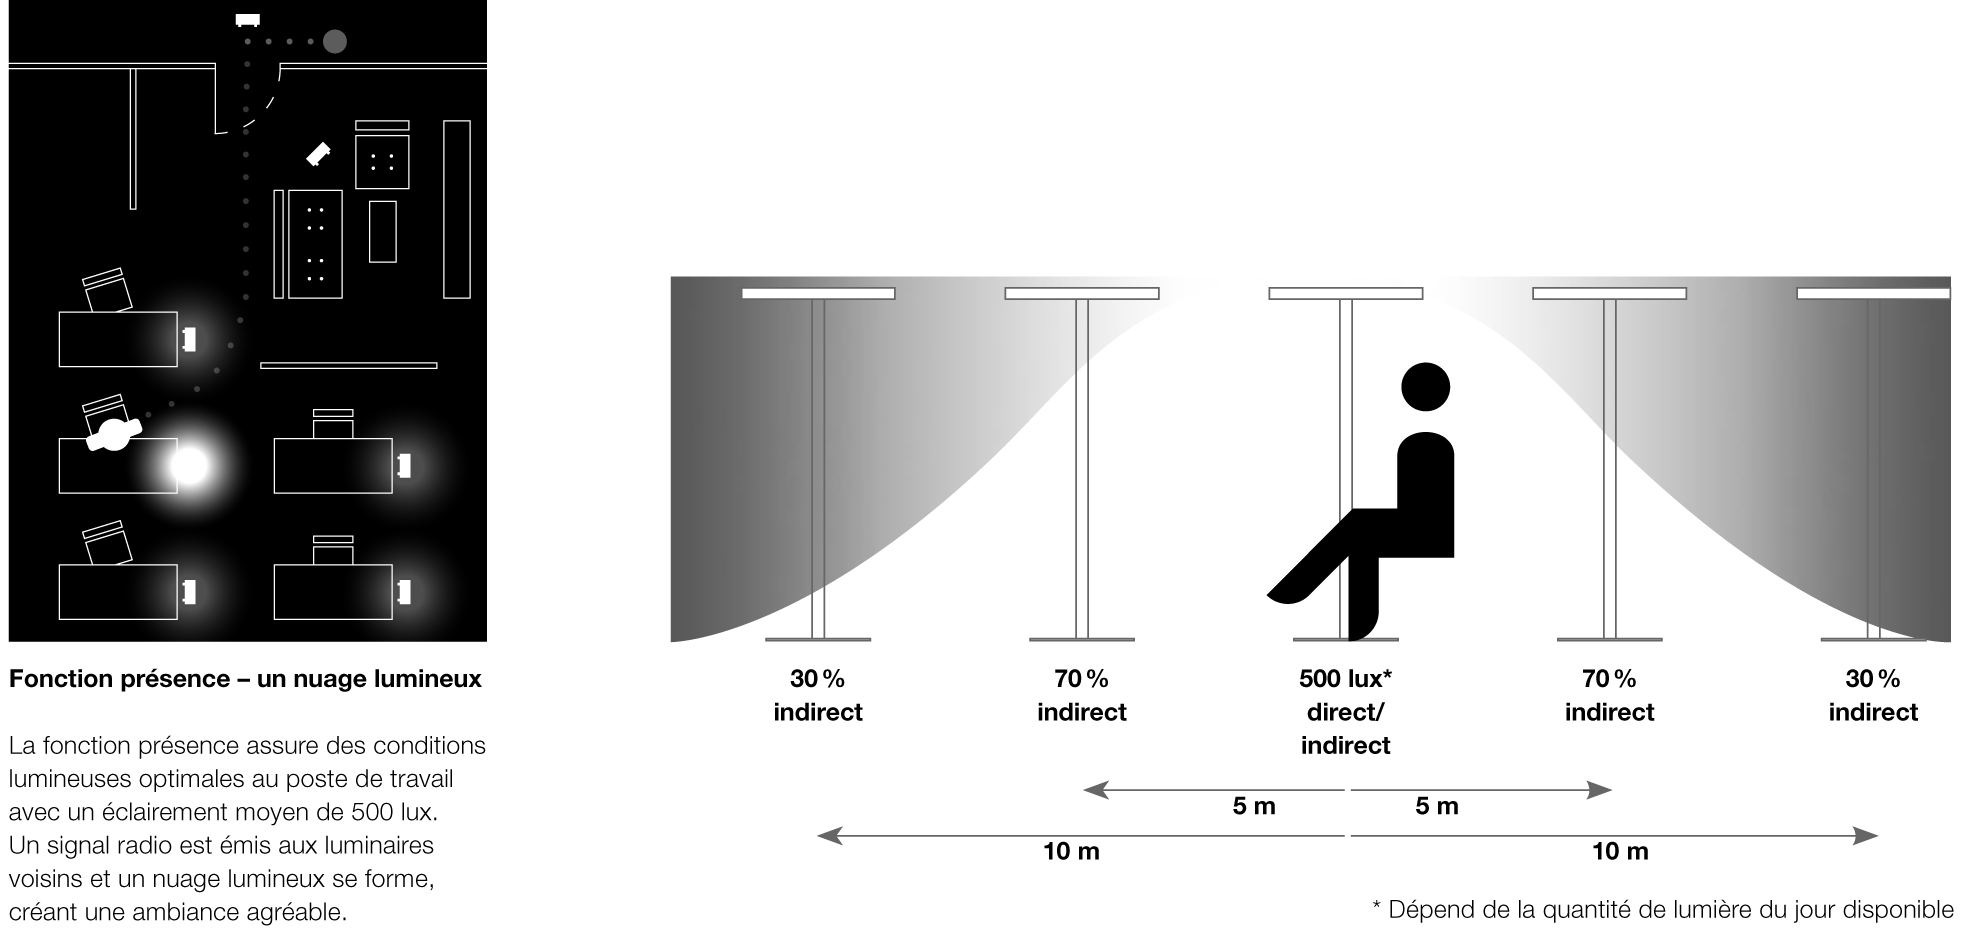 Fonction présence – un nuage lumineux
La fonction présence assure des conditions
lumineuses optimales au poste de travail
avec un éclairement moyen de 500 lux.
Un signal radio est émis aux luminaires
voisins et un nuage lumineux se forme,
créant une ambiance agréable.
30 % 70 % 500 lux* 70 % 30 %
indirect indirect direct/ indirect indirect
indirect
5 m 5 m
10 m 10 m
* Dépend de la quantité de lumière du jour disponible